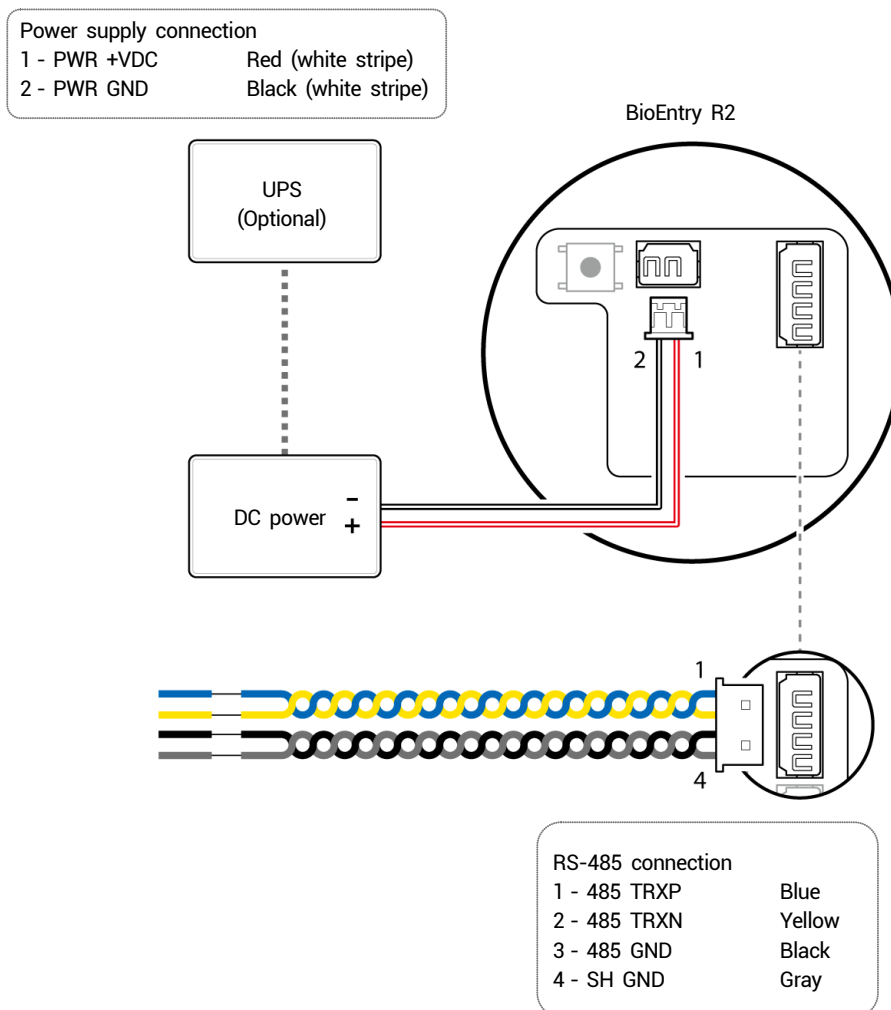 Power supply connection
1 - PWR +VDC Red (white stripe)
2 - PWR GND Black (white stripe)
BioEntry R2
UPS
(Optional)
2 1
DC power - +
1
4
RS-485 connection
1 - 485 TRXP Blue
2 - 485 TRXN Yellow
3 - 485 GND Black
4 - SH GND Gray